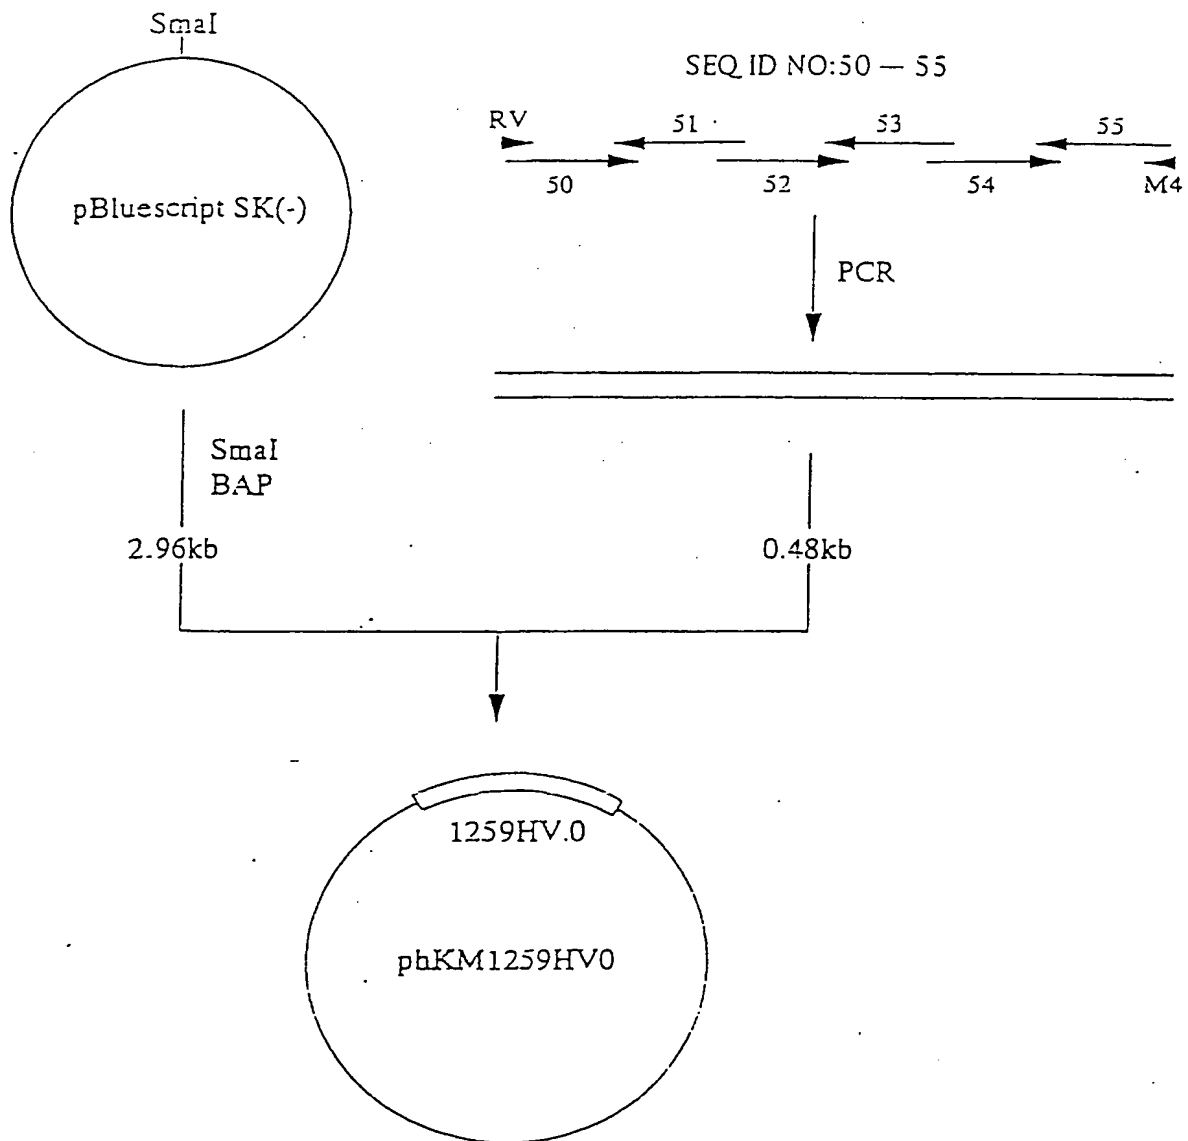 SmaI
SEQ ID NO:50 — 55
RV
51
53
55
50
52
54
M4
pBluescript SK(-)
PCR
SmaI
BAP
2.96kb
0.48kb
1259HV.0
phKM1259HV0